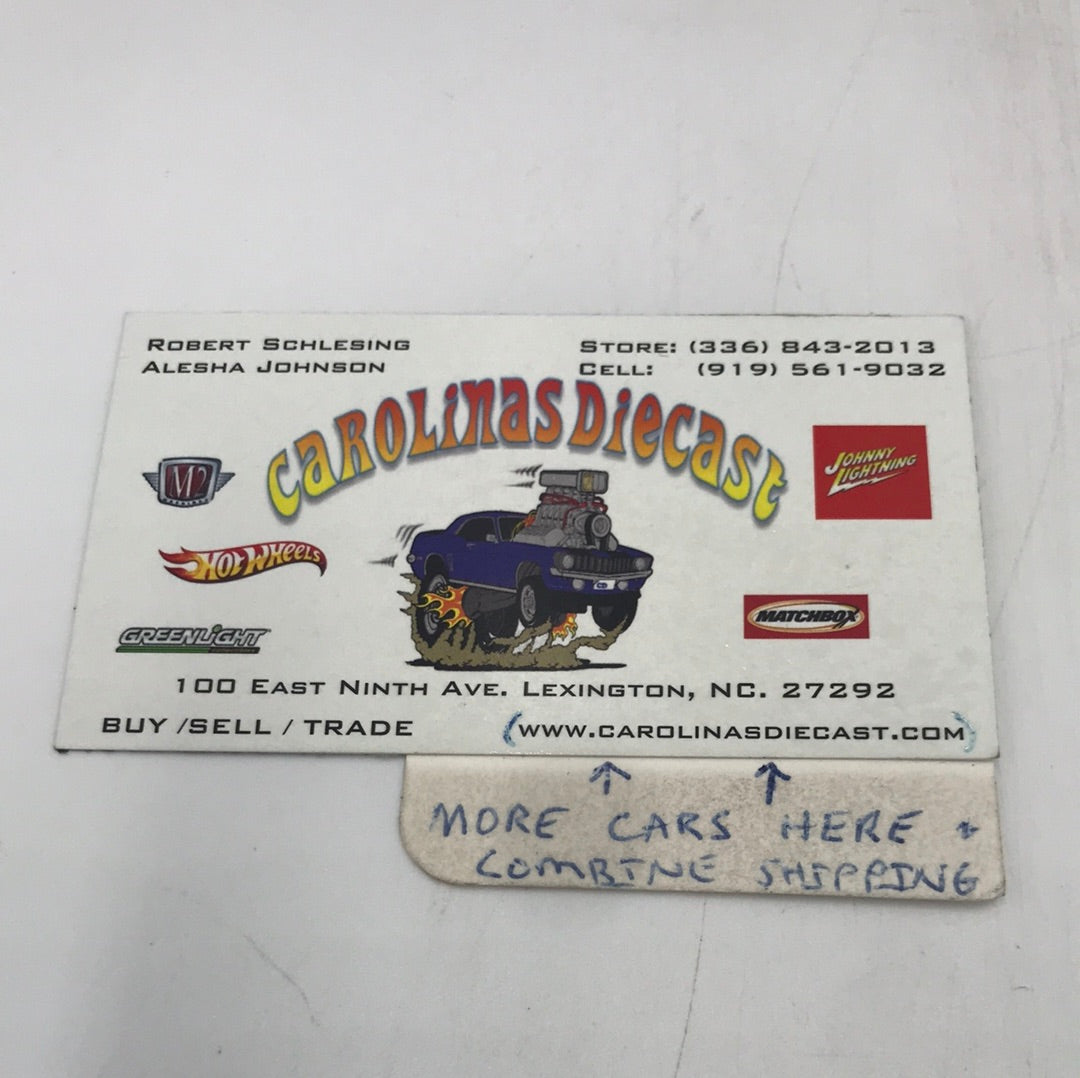 ROBERT SCHLESING
ALESHA JOHNSON
STORE: (336) 843-2013
CELL: (919) 561-9032
CAROLINAS DIECAST
M2
JOHNNY
LIGHTNING
HOT WHEELS
GREENLIGHT
MATCHBOX
100 EAST NINTH AVE. LEXINGTON, NC. 27292
BUY /SELL / TRADE
(WWW.CAROLINASDIECAST.COM)
MORE CARS HERE +
COMBINE SHIPPING